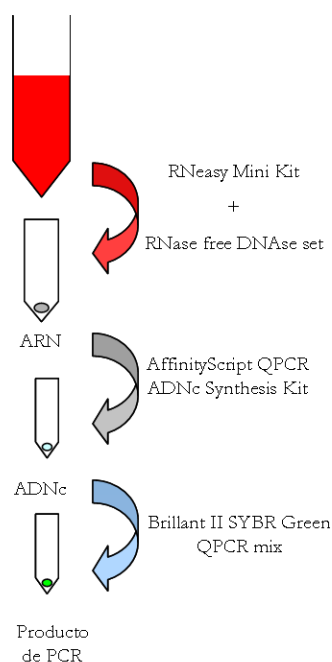 RNeasy Mini Kit
+
RNase free DNAse set
ARN
AffinityScript QPCR
ADNc Synthesis Kit
ADNc
Brillant II SYBR Green
QPCR mix
Producto
de PCR